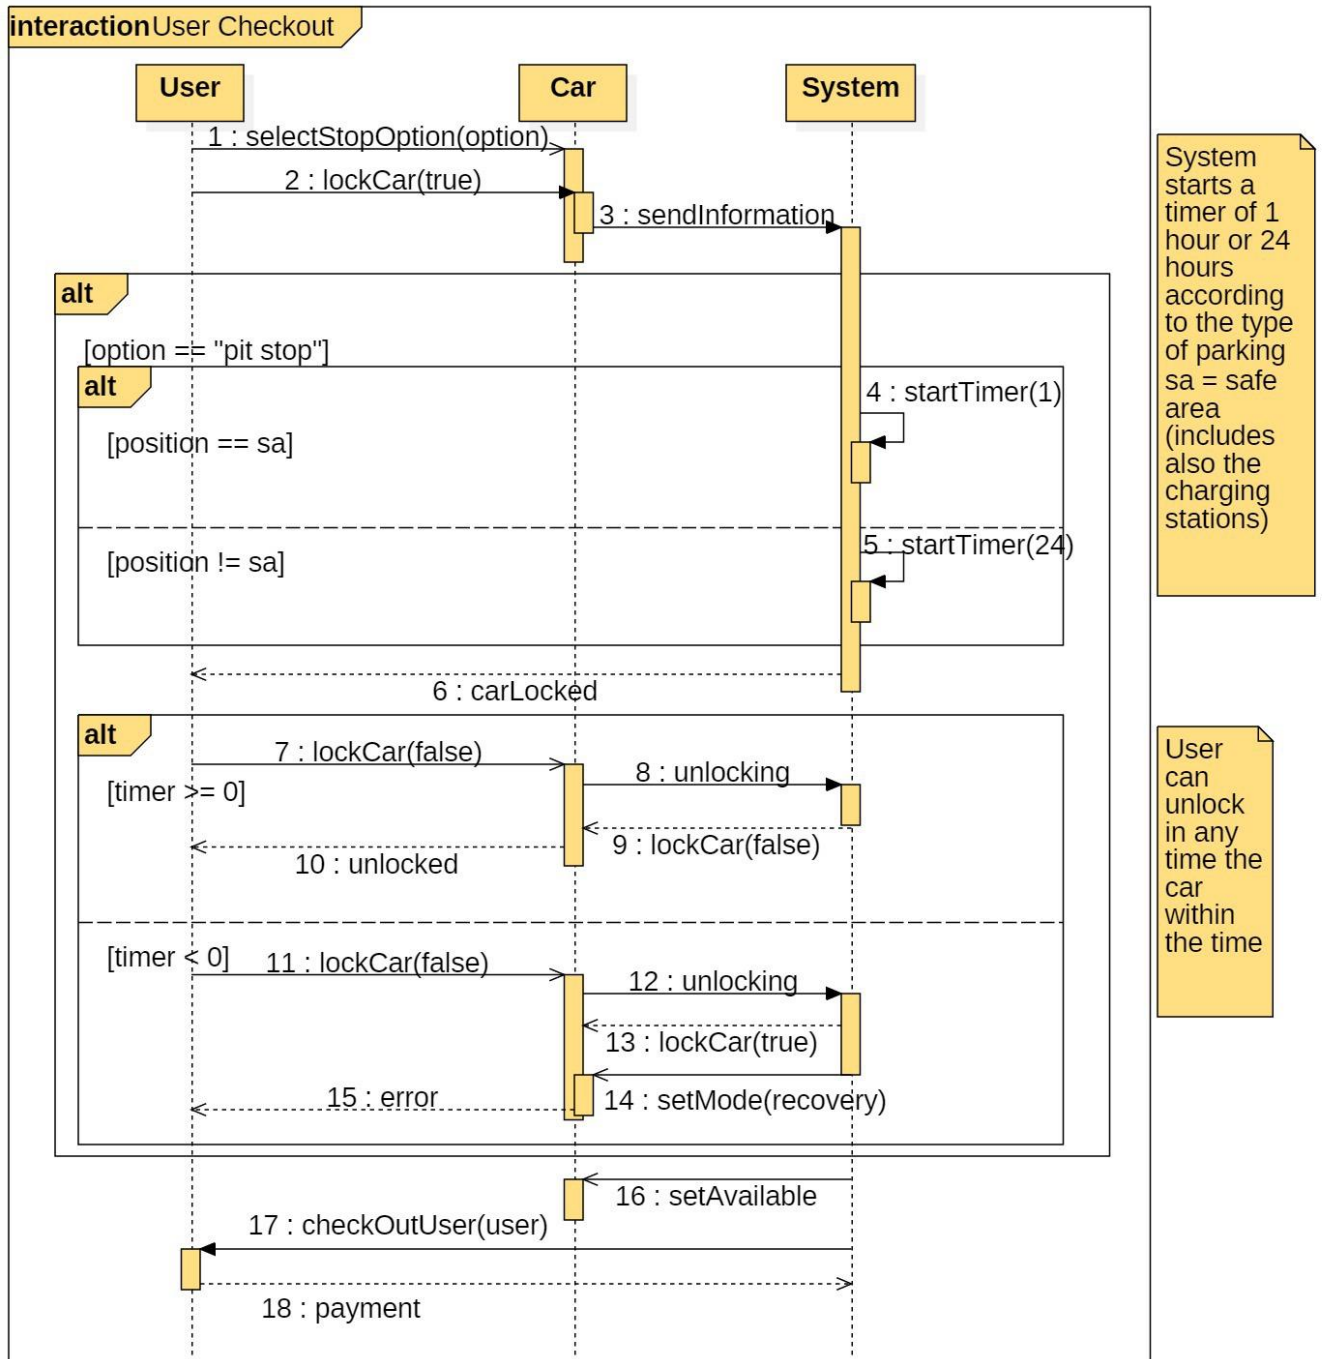 interaction User Checkout
User
Car
System
1 : selectStopOption(option)
2 : lockCar(true)
3 : sendInformation
alt
[option == "pit stop"]
alt
4 : startTimer(1)
[position == sa]
5 : startTimer(24)
[position != sa]
6 : carLocked
alt
7 : lockCar(false)
8 : unlocking
[timer >= 0]
9 : lockCar(false)
10 : unlocked
[timer < 0]
11 : lockCar(false)
12 : unlocking
13 : lockCar(true)
15 : error
14 : setMode(recovery)
16 : setAvailable
17 : checkOutUser(user)
18 : payment
System
starts a
timer of 1
hour or 24
hours
according
to the type
of parking
sa = safe
area
(includes
also the
charging
stations)
User
can
unlock
in any
time the
car
within
the time